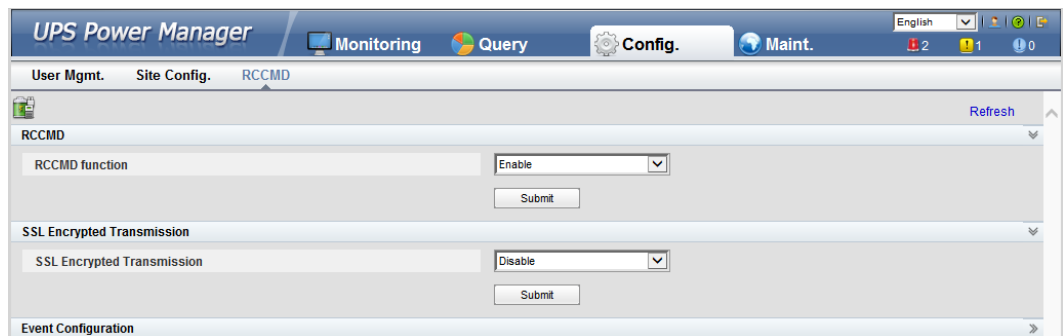 UPS Power Manager
Monitoring
Query
Config.
Maint.
English
2
1
0
User Mgmt.
Site Config.
RCCMD
Refresh
RCCMD
RCCMD function
Enable
Submit
SSL Encrypted Transmission
SSL Encrypted Transmission
Disable
Submit
Event Configuration